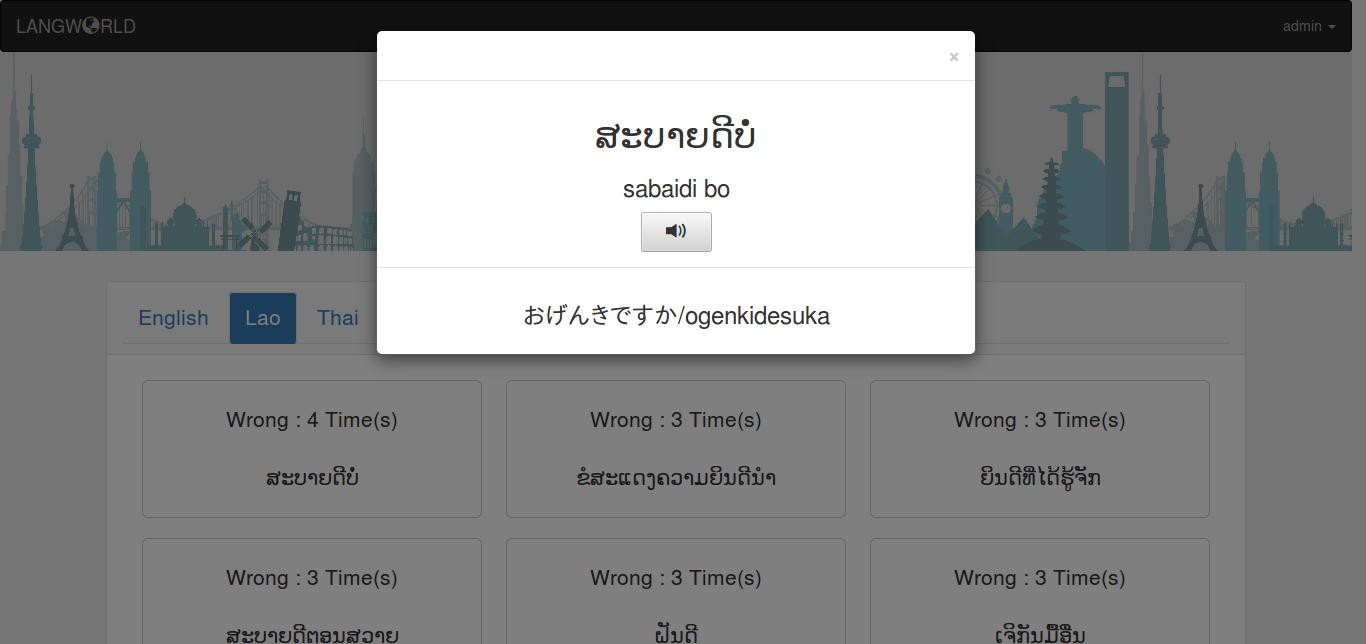 LANGWORLD
admin
×
ສະບາຍດີບໍ່
sabaidi bo
おげんきですか/ogenkidesuka
English Lao Thai
Wrong : 4 Time(s)
ສະບາຍດີບໍ່
Wrong : 3 Time(s)
ຂໍສະແດງຄວາມຍິນດີນຳ
Wrong : 3 Time(s)
ຍິນດີທີ່ໄດ້ຮູ້ຈັກ
Wrong : 3 Time(s)
ສະບາຍດີຕອນສວາຍ
Wrong : 3 Time(s)
ຝັນດີ
Wrong : 3 Time(s)
ເຈິກັນມື້ອື່ນ